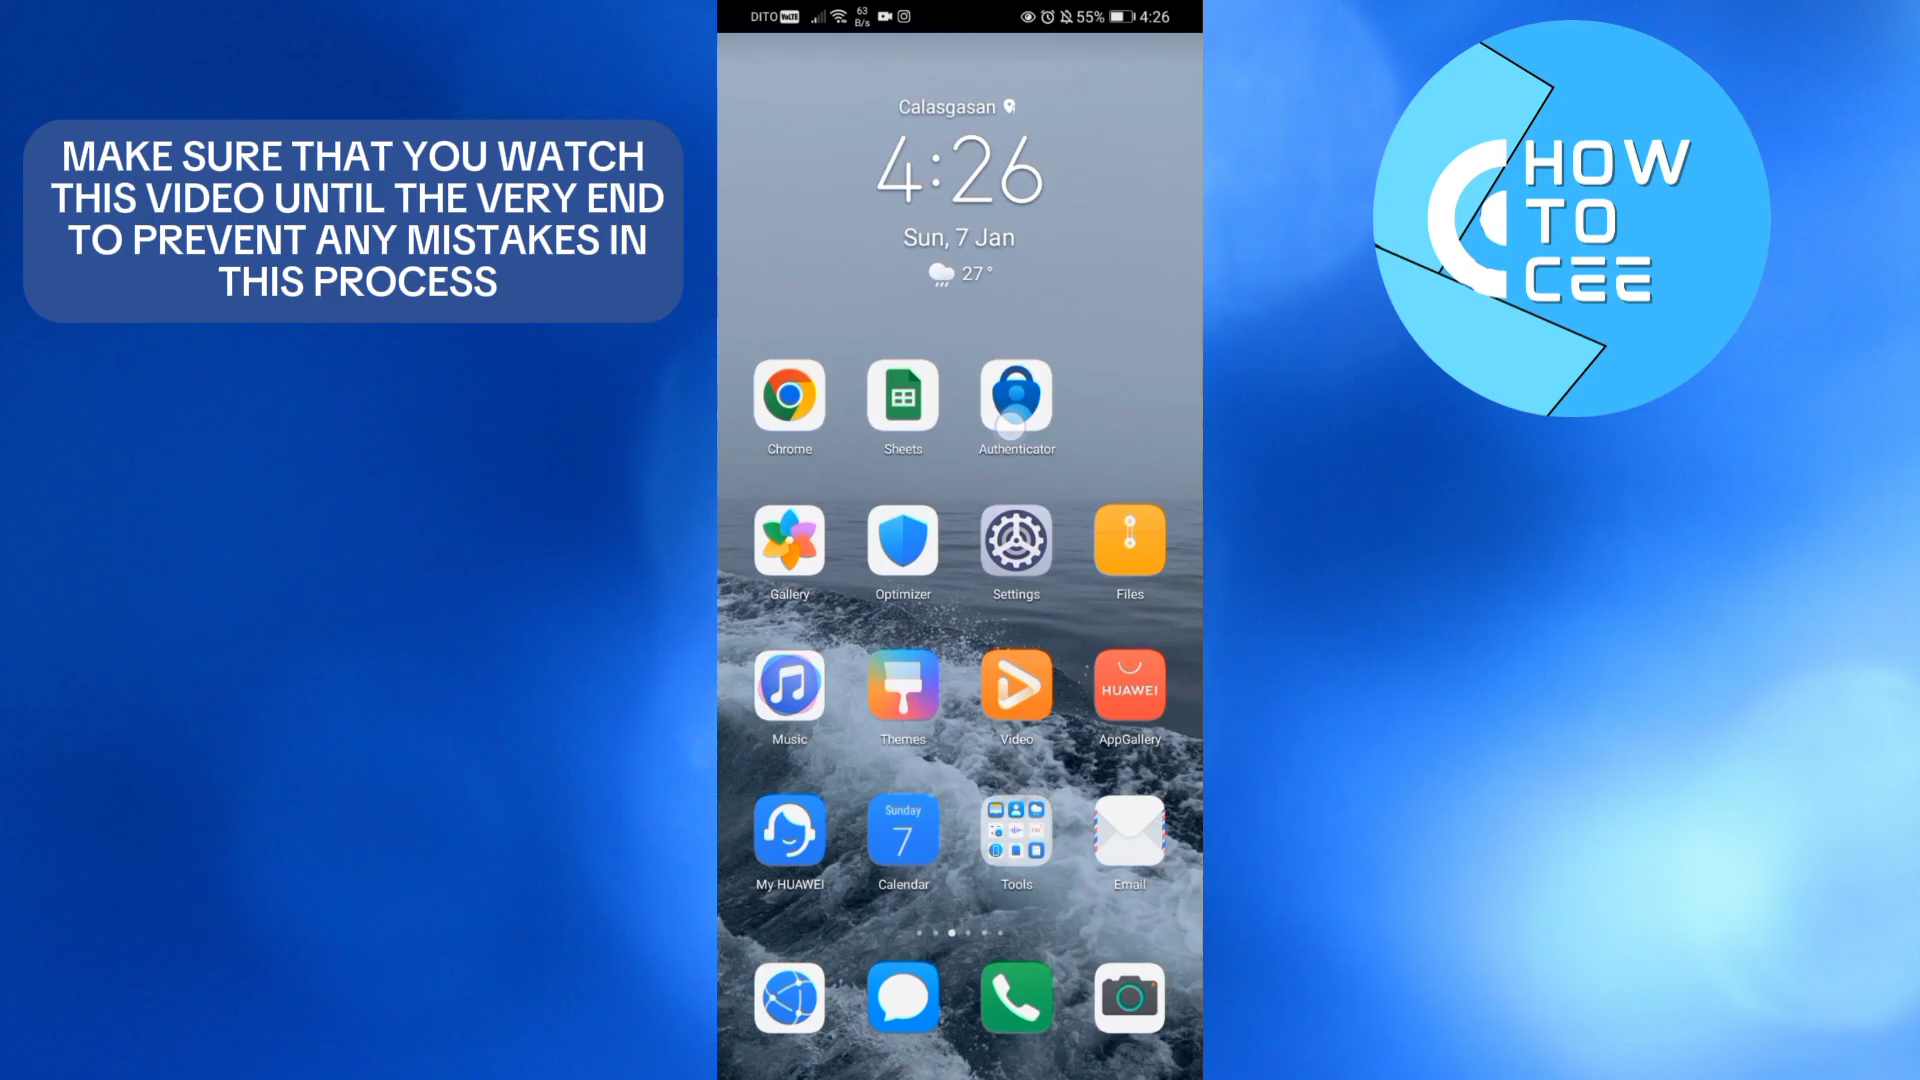 MAKE SURE THAT YOU WATCH
THIS VIDEO UNTIL THE VERY END
TO PREVENT ANY MISTAKES IN
THIS PROCESS
DITO VoLTE 63 B/s 55% 4:26
Calasgasan
4:26
Sun, 7 Jan
27°
Chrome Sheets Authenticator
Gallery Optimizer Settings Files
HUAWEI
Music Themes Video AppGallery
Sunday
7
My HUAWEI Calendar Tools Email
HOW
TO
CEE